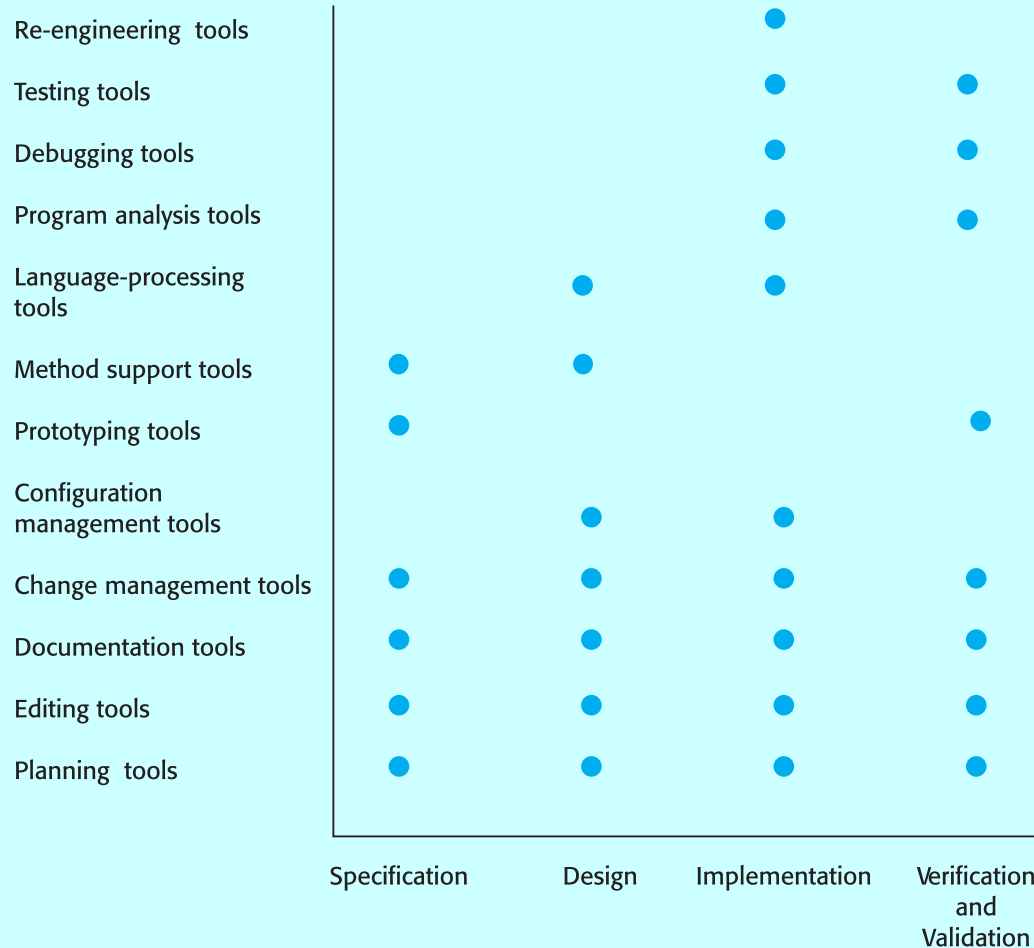 Re-engineering tools
Testing tools
Debugging tools
Program analysis tools
Language-processing
tools
Method support tools
Prototyping tools
Configuration
management tools
Change management tools
Documentation tools
Editing tools
Planning tools
Specification
Design
Implementation
Verification
and
Validation